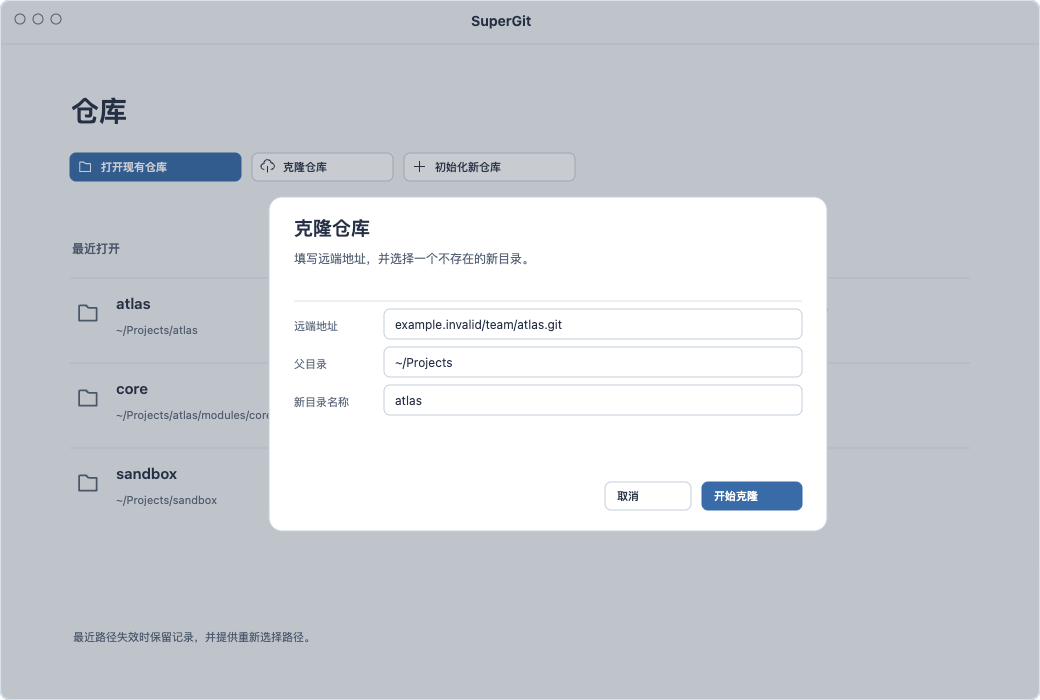 SuperGit
仓库
打开现有仓库
克隆仓库
初始化新仓库
最近打开
atlas
~/Projects/atlas
core
~/Projects/atlas/modules/core
sandbox
~/Projects/sandbox
最近路径失效时保留记录，并提供重新选择路径。
克隆仓库
填写远端地址，并选择一个不存在的新目录。
远端地址
example.invalid/team/atlas.git
父目录
~/Projects
新目录名称
atlas
取消
开始克隆